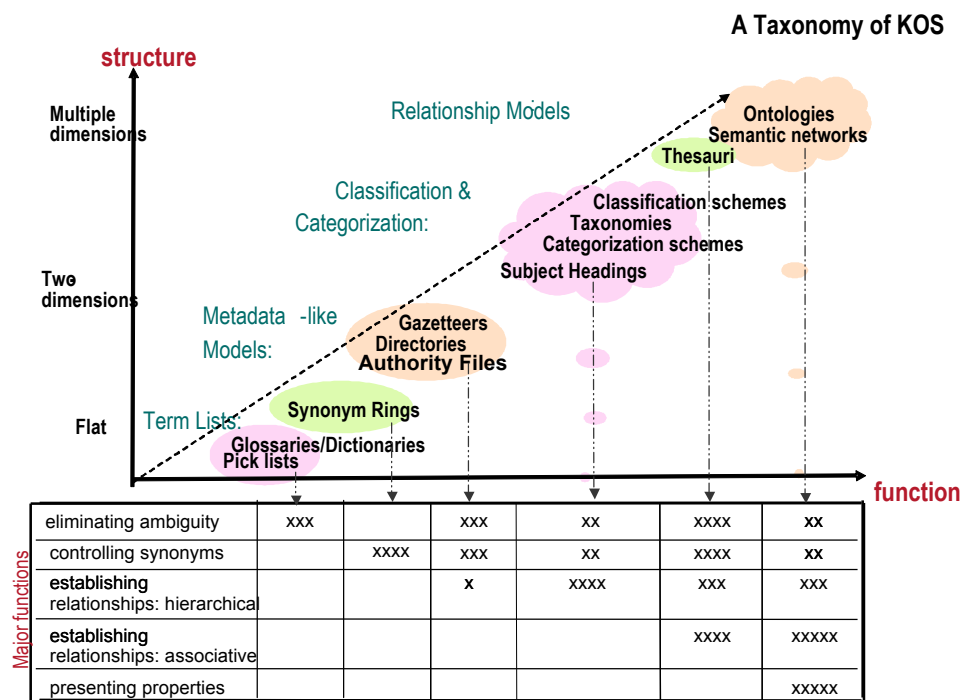 A Taxonomy of KOS
structure
Multiple
dimensions
Relationship Models
Ontologies
Semantic networks
Thesauri
Classification &
Categorization:
Classification schemes
Taxonomies
Categorization schemes
Subject Headings
Two
dimensions
Metadata -like
Models:
Gazetteers
Directories
Authority Files
Flat
Term Lists:
Synonym Rings
Glossaries/Dictionaries
Pick lists
function
Major functions
eliminating ambiguity xxx xxx xx xxxx xx
controlling synonyms xxxx xxx xx xxxx xx
establishing x xxxx xxx xxx
relationships: hierarchical
establishing xxxx xxxxx
relationships: associative
presenting properties xxxxx